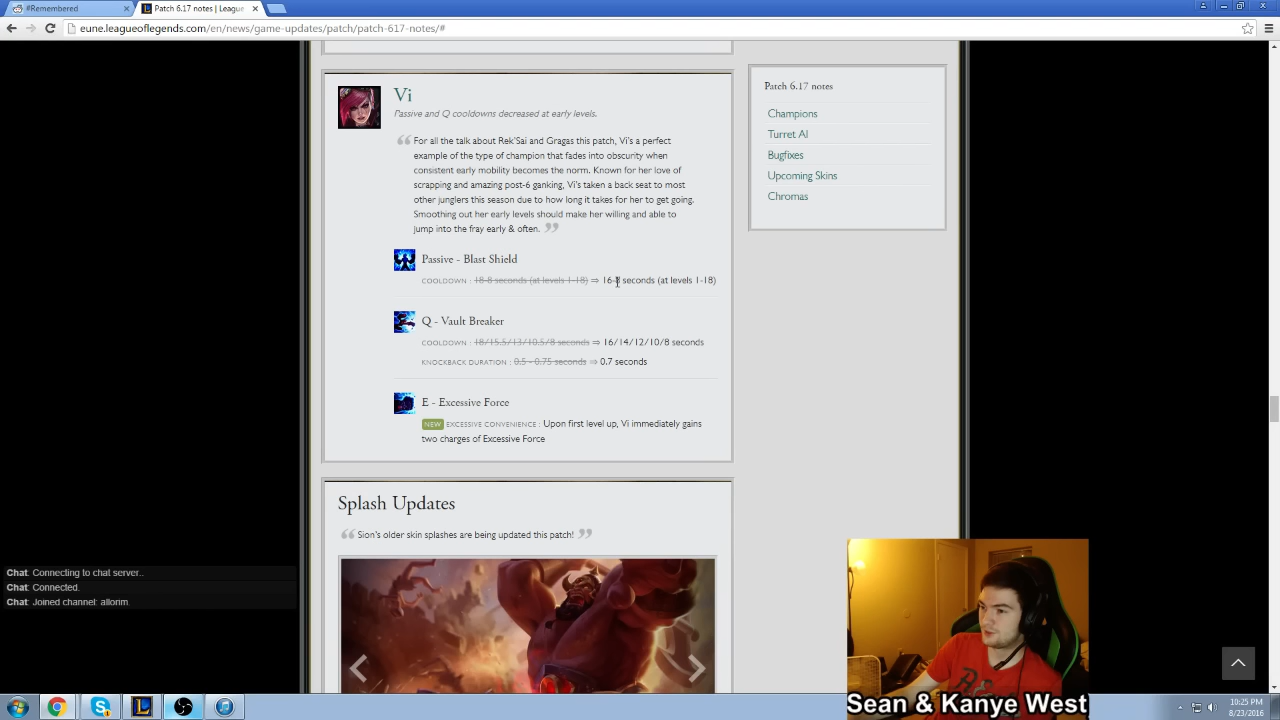 #Remembered
Patch 6.17 notes | Leagu
eune.leagueoflegends.com/en/news/game-updates/patch/patch-617-notes/#
Vi
Passive and Q cooldowns decreased at early levels.
For all the talk about Rek'Sai and Gragas this patch, Vi's a perfect
example of the type of champion that fades into obscurity when
consistent early mobility becomes the norm. Known for her love of
scrapping and amazing post-6 ganking, Vi's taken a back seat to most
other junglers this season due to how long it takes for her to get going.
Smoothing out her early levels should make her willing and able to
jump into the fray early & often.
Passive - Blast Shield
COOLDOWN : 18-8 seconds (at levels 1-18) ⇒ 16-8 seconds (at levels 1-18)
Q - Vault Breaker
COOLDOWN : 18/15.5/13/10.5/8 seconds ⇒ 16/14/12/10/8 seconds
KNOCKBACK DURATION : 0.5 - 0.75 seconds ⇒ 0.7 seconds
E - Excessive Force
NEW EXCESSIVE CONVENIENCE : Upon first level up, Vi immediately gains
two charges of Excessive Force
Splash Updates
Sion's older skin splashes are being updated this patch!
Patch 6.17 notes
Champions
Turret AI
Bugfixes
Upcoming Skins
Chromas
Chat: Connecting to chat server..
Chat: Connected.
Chat: Joined channel: allorim
Sean & Kanye West
10:25 PM
8/23/2016